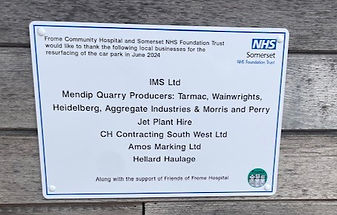 Frome Community Hospital and Somerset NHS Foundation Trust
would like to thank the following local businesses for the
resurfacing of the car park in June 2024
NHS
Somerset
NHS Foundation Trust
IMS Ltd
Mendip Quarry Producers: Tarmac, Wainwrights,
Heidelberg, Aggregate Industries & Morris and Perry
Jet Plant Hire
CH Contracting South West Ltd
Amos Marking Ltd
Hellard Haulage
Along with the support of Friends of Frome Hospital